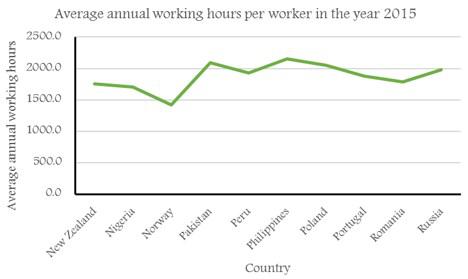 Average annual working hours per worker in the year 2015
Average annual working hours
2500.0
2000.0
1500.0
1000.0
500.0
0.0
New Zealand
Nigeria
Norway
Pakistan
Peru
Philippines
Poland
Portugal
Romania
Russia
Country